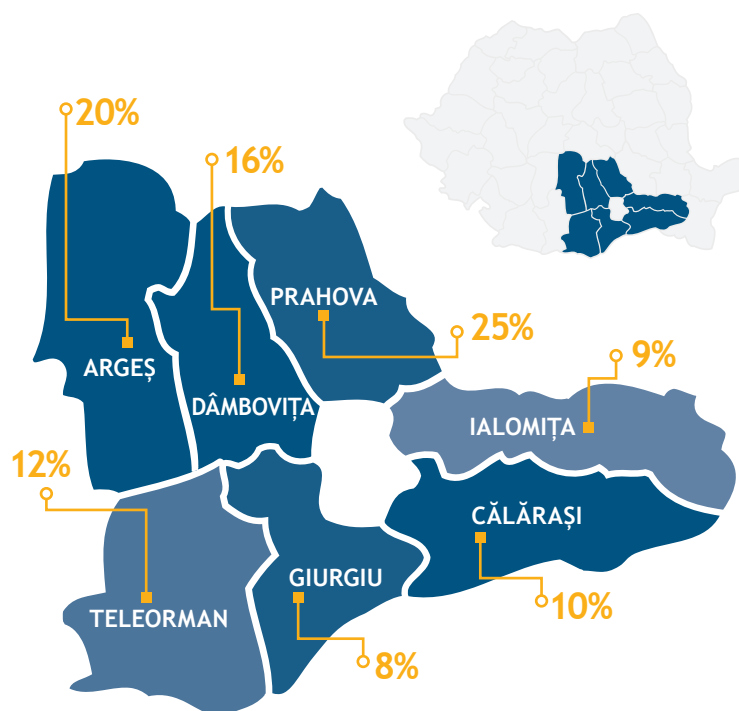 20%
16%
PRAHOVA
25%
9%
ARGEȘ
DÂMBOVIȚA
IALOMIȚA
12%
CĂLĂRAȘI
GIURGIU
10%
TELEORMAN
8%